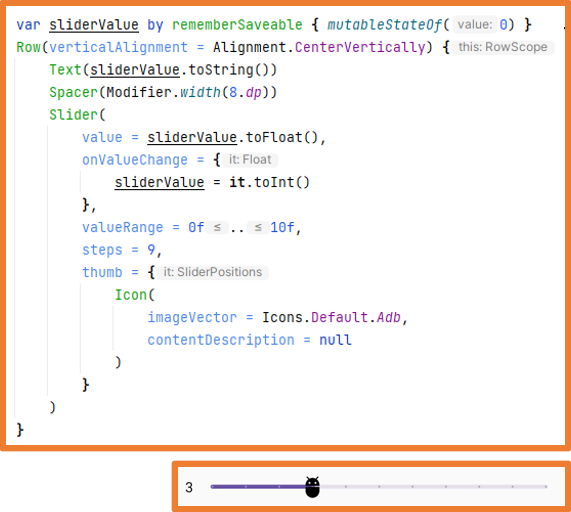 var sliderValue by rememberSaveable { mutableStateOf( value: 0) }
Row(verticalAlignment = Alignment.CenterVertically) { this: RowScope
Text(sliderValue.toString())
Spacer(Modifier.width(8.dp))
Slider(
value = sliderValue.toFloat(),
onValueChange = { it: Float
sliderValue = it.toInt()
},
valueRange = 0f ≤ .. ≤ 10f,
steps = 9,
thumb = { it: SliderPositions
Icon(
imageVector = Icons.Default.Adb,
contentDescription = null
)
}
)
}
3